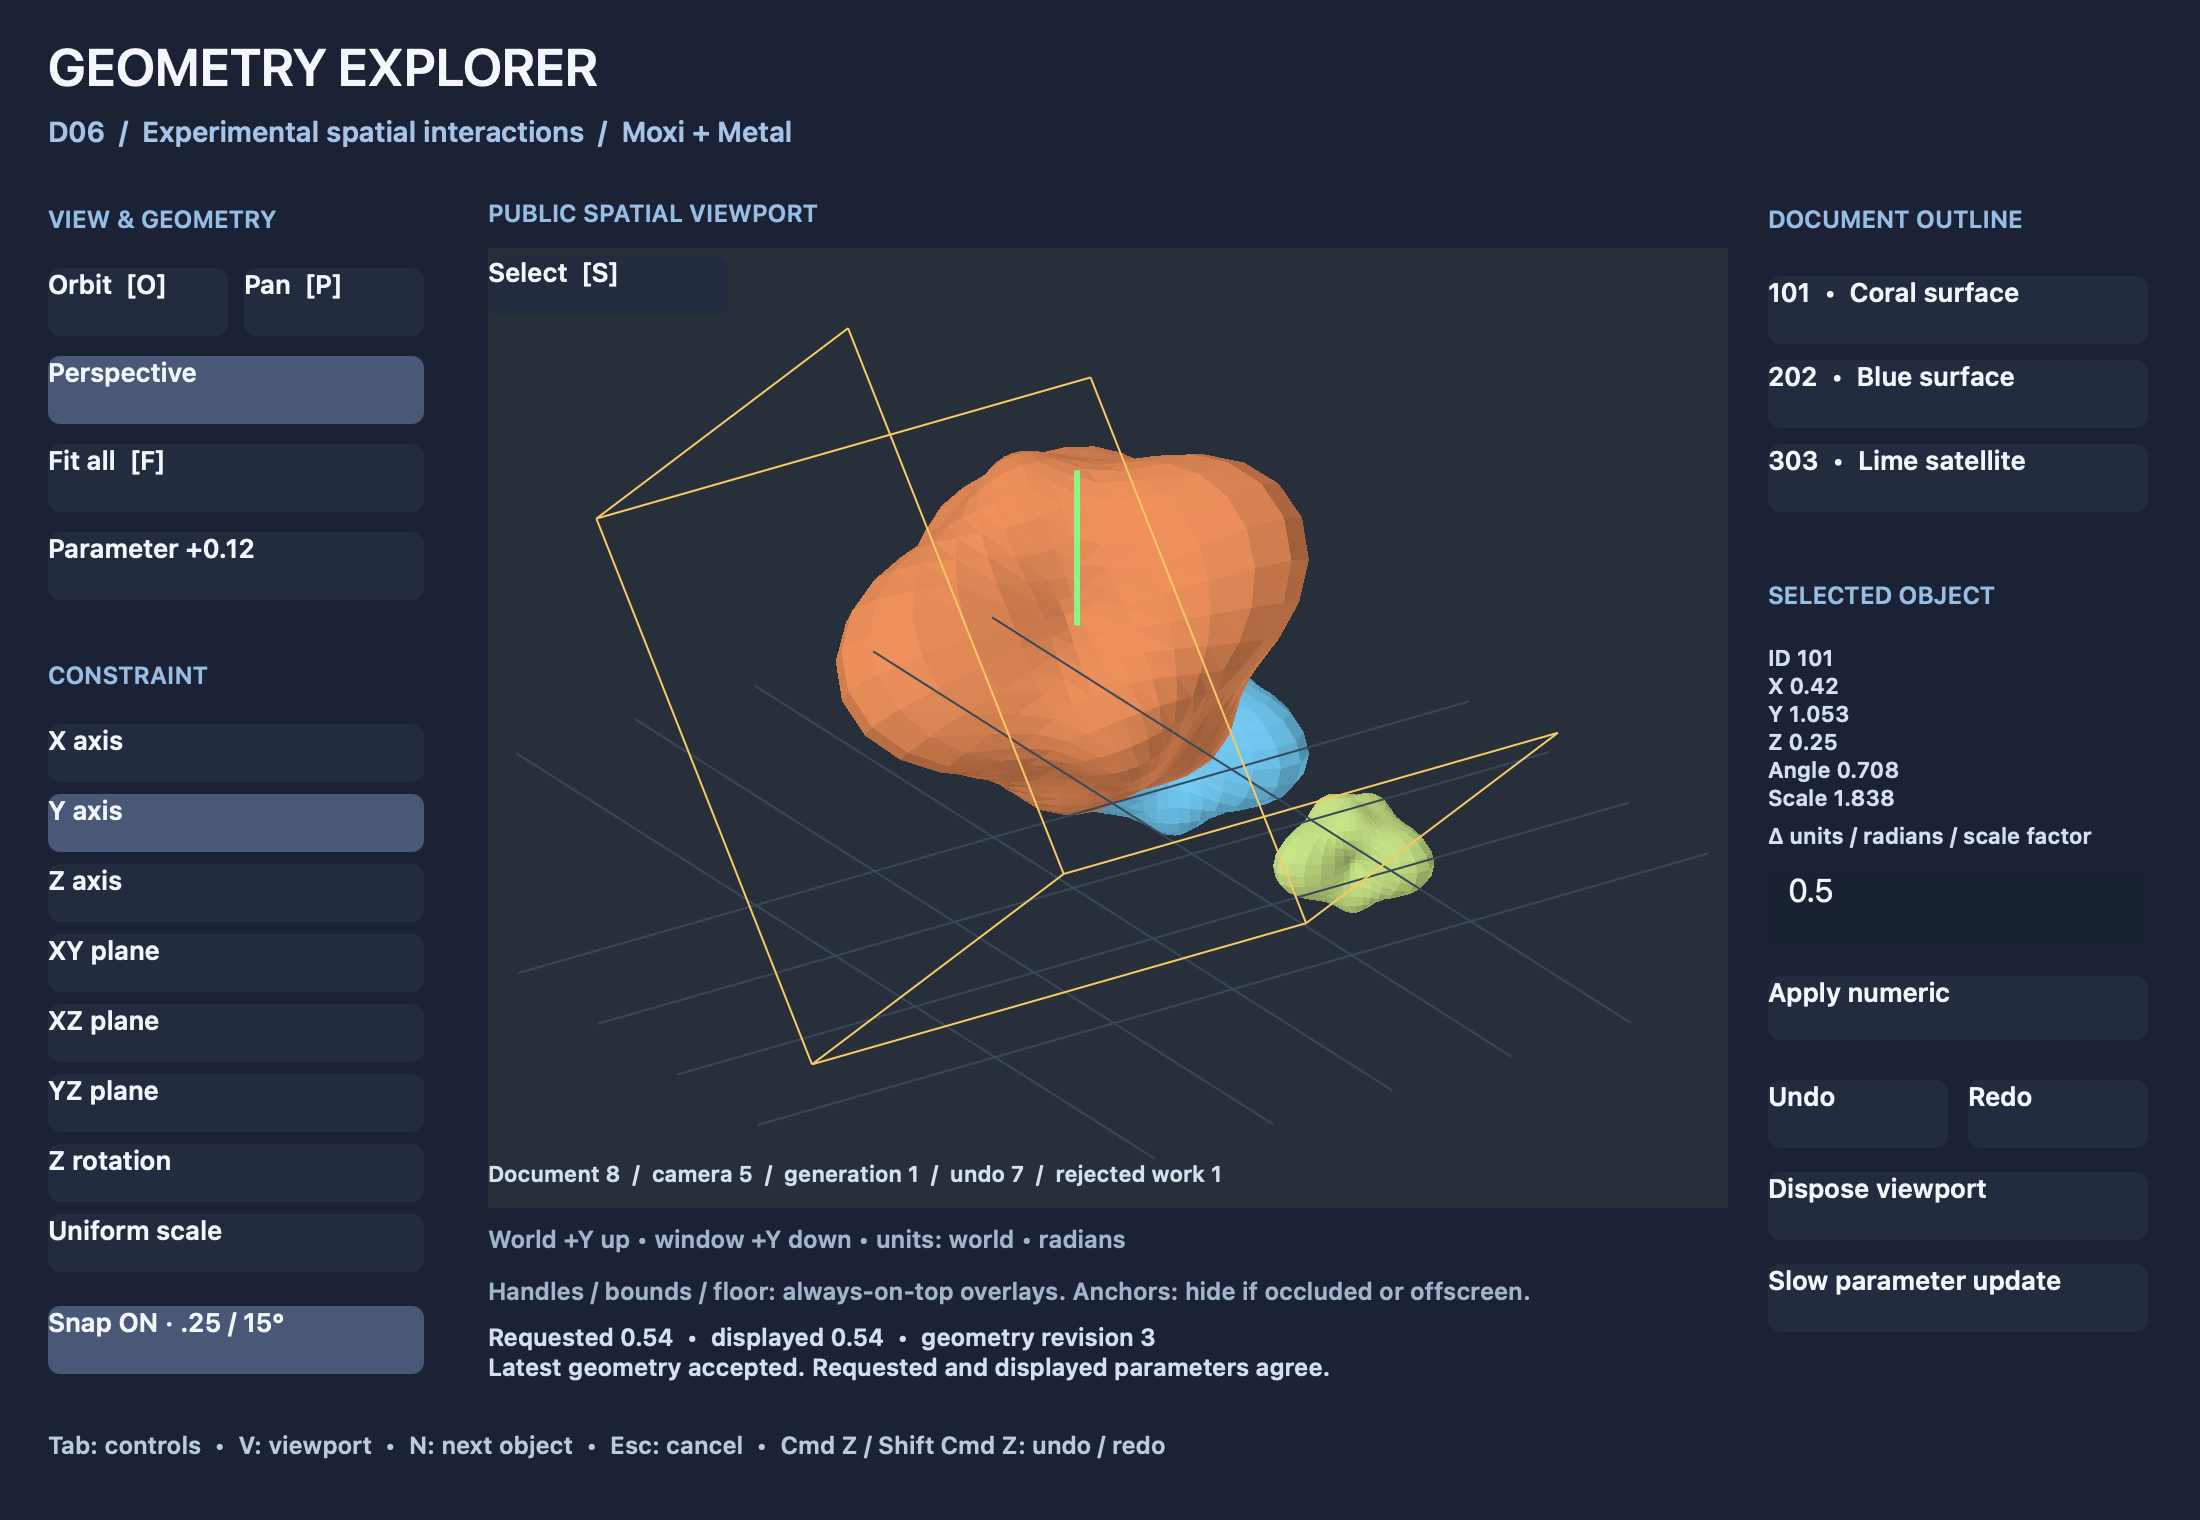 GEOMETRY EXPLORER
D06 / Experimental spatial interactions / Moxi + Metal
VIEW & GEOMETRY
Orbit [O]
Pan [P]
Perspective
Fit all [F]
Parameter +0.12
CONSTRAINT
X axis
Y axis
Z axis
XY plane
XZ plane
YZ plane
Z rotation
Uniform scale
Snap ON · .25 / 15°
PUBLIC SPATIAL VIEWPORT
Select [S]
Document 8 / camera 5 / generation 1 / undo 7 / rejected work 1
World +Y up • window +Y down • units: world • radians
Handles / bounds / floor: always-on-top overlays. Anchors: hide if occluded or offscreen.
Requested 0.54 • displayed 0.54 • geometry revision 3
Latest geometry accepted. Requested and displayed parameters agree.
DOCUMENT OUTLINE
101 • Coral surface
202 • Blue surface
303 • Lime satellite
SELECTED OBJECT
ID 101
X 0.42
Y 1.053
Z 0.25
Angle 0.708
Scale 1.838
Δ units / radians / scale factor
0.5
Apply numeric
Undo
Redo
Dispose viewport
Slow parameter update
Tab: controls • V: viewport • N: next object • Esc: cancel • Cmd Z / Shift Cmd Z: undo / redo